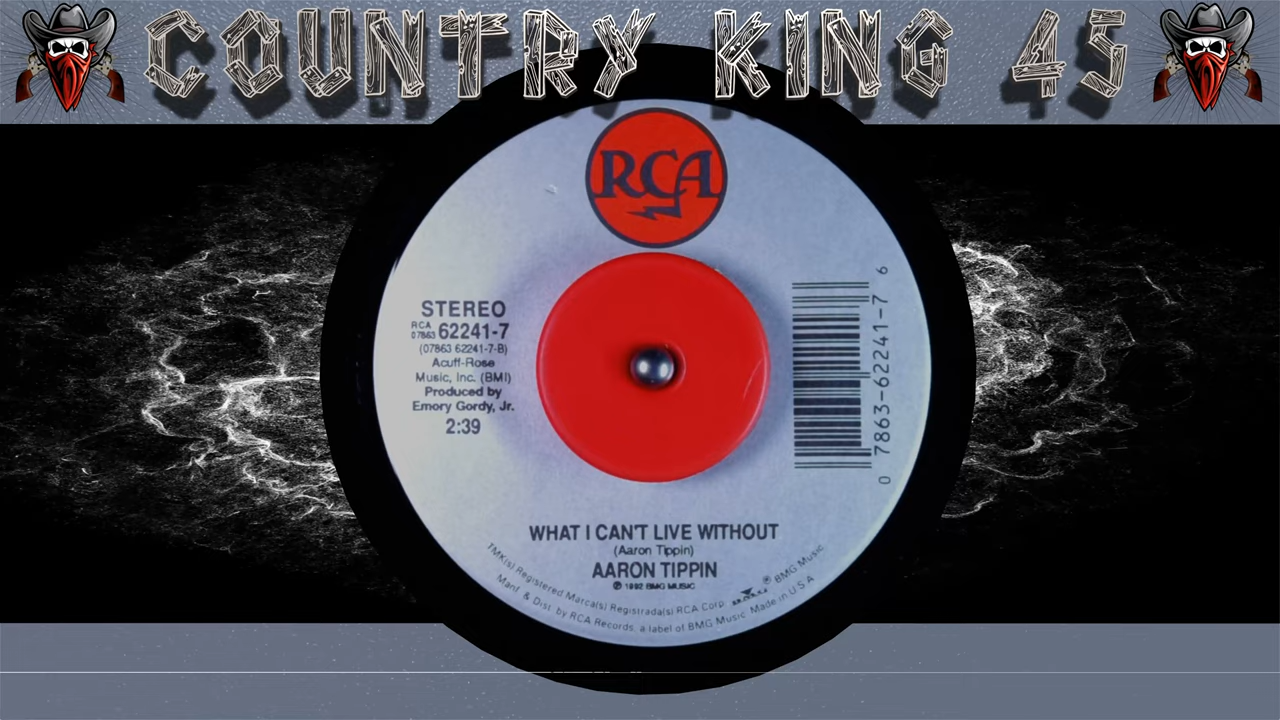 COUNTRY KING 45
RCA
STEREO
RCA
07863 62241-7
(07863 62241-7-B)
Acuff-Rose
Music, Inc. (BMI)
Produced by
Emory Gordy, Jr.
2:39
0 7863-62241-7 6
WHAT I CAN'T LIVE WITHOUT
(Aaron Tippin)
AARON TIPPIN
℗ 1992 BMG MUSIC
TMK(s) Registered Marca(s) Registrada(s) RCA Corp. BMG ℗ BMG Music
Manf. & Dist. by RCA Records, a label of BMG Music. Made in U.S.A